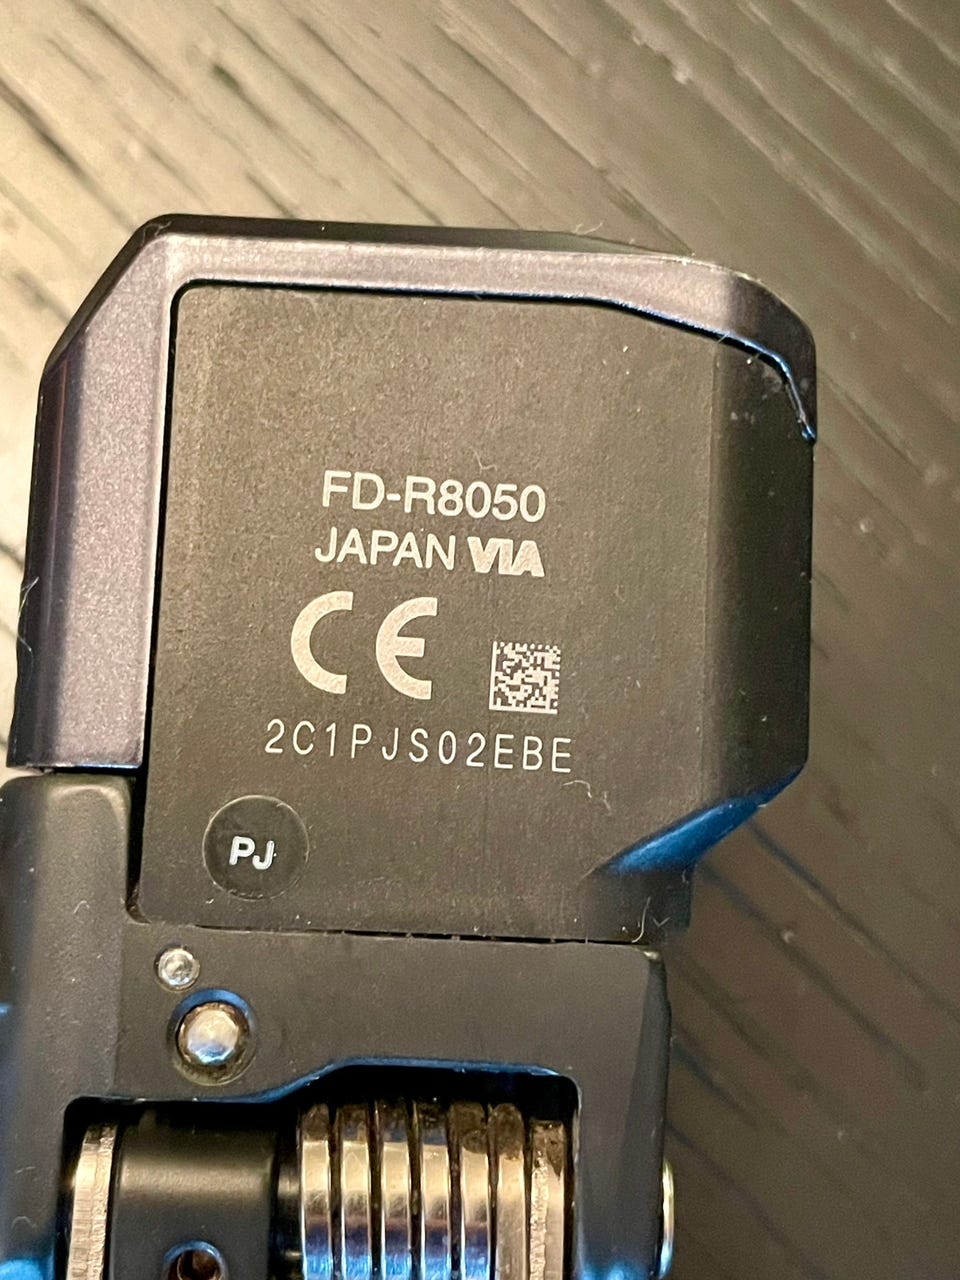 FD-R8050
JAPAN VIA
CE
2C1PJS02EBE
PJ